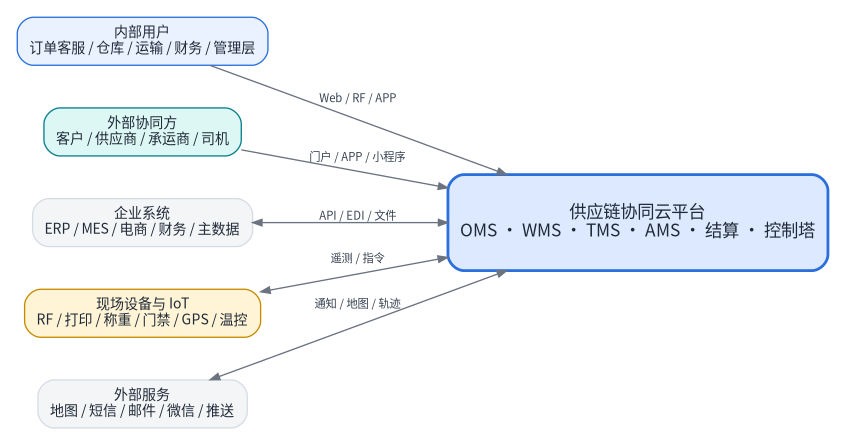 内部用户
订单客服 / 仓库 / 运输 / 财务 / 管理层
Web / RF / APP
外部协同方
客户 / 供应商 / 承运商 / 司机
门户 / APP / 小程序
企业系统
ERP / MES / 电商 / 财务 / 主数据
API / EDI / 文件
供应链协同云平台
OMS · WMS · TMS · AMS · 结算 · 控制塔
遥测 / 指令
现场设备与 IoT
RF / 打印 / 称重 / 门禁 / GPS / 温控
通知 / 地图 / 轨迹
外部服务
地图 / 短信 / 邮件 / 微信 / 推送